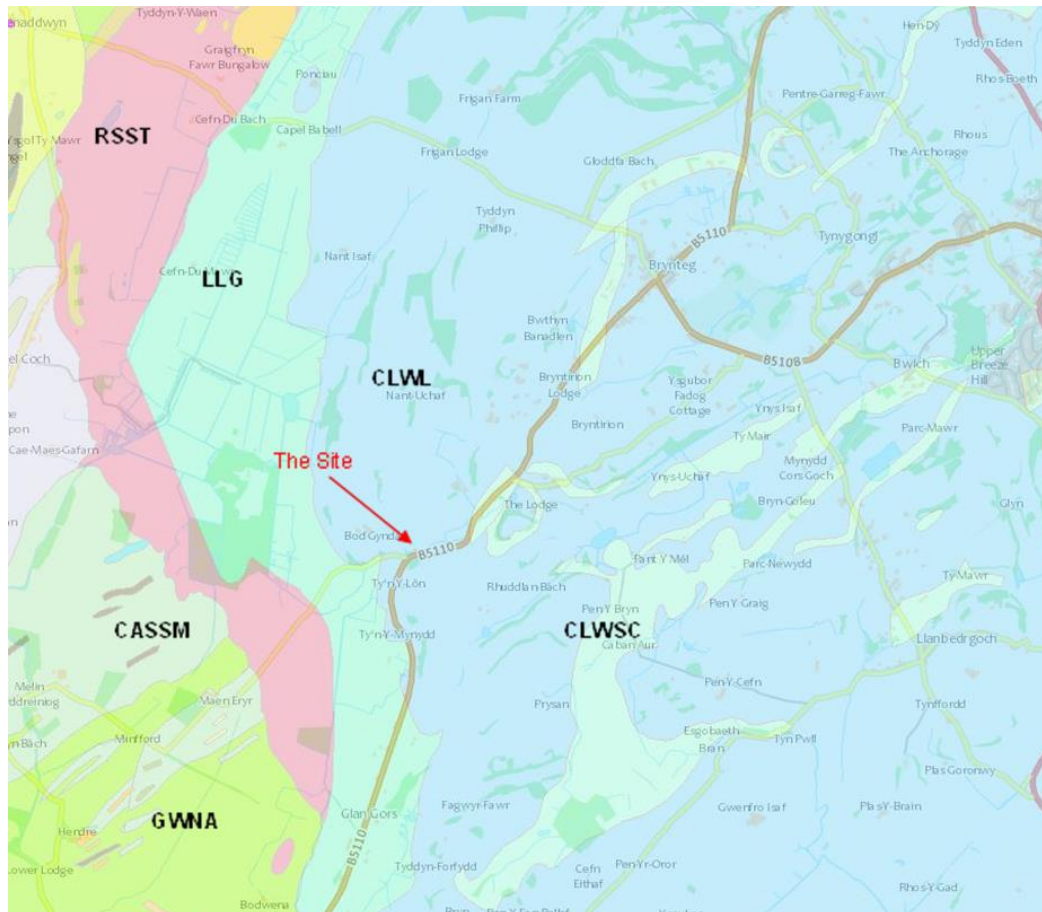 Tyddyn-Y-Waen
naddwyn
Graigfryn
Fawr Bungalow
Ponciau
Hen-Dŷ
Tyddyn Eden
Rhos-Boeth
Frigan Farm
Pentre-Garreg-Fawr
Cefn-Du Bach
RSST
Capel Babell
Rhous
The Anchorage
Frigan Lodge
Gloddfa Bach
Tyddyn
Phillip
B5110
Tynygongl
Nant Isaf
Brynteg
LLG
Bwthyn
Banadlen
B5108
Upper
Breeze
Hill
Bwlch
CLWL
Nant-Uchaf
Bryntirion
Lodge
Ysgubor
Fadog
Cottage
Ynys Isaf
Cae-Maes-Gafarn
Bryntirion
Ty Mair
Parc-Mawr
The Site
Ynys-Uchaf
Mynydd
Cors Goch
Bryn-Goleu
Glyn
The Lodge
B5110
Pant Y Mêl
Parc-Newydd
Ty'n-Y-Lôn
Rhuddlan-Bach
Ty Mawr
Pen Y Bryn
Pen-Y-Graig
CASSM
Ty'n-Y-Mynydd
CLWSC
Caban Aur
Llanbedrgoch
Melin
Maen Eryr
Pen-Y-Cefn
Prysan
Tynffordd
Minffordd
Esgobaeth
Bran
Tyn Pwll
Plas Goronwy
GWNA
Glan Gors
Fagwyr-Fawr
Gwenfro Isaf
Plas-Y-Brain
Hendre
B5110
Lower Lodge
Tyddyn-Forfydd
Cefn
Eithaf
Pen-Yr-Oror
Rhos-Y-Gad
Bodwena